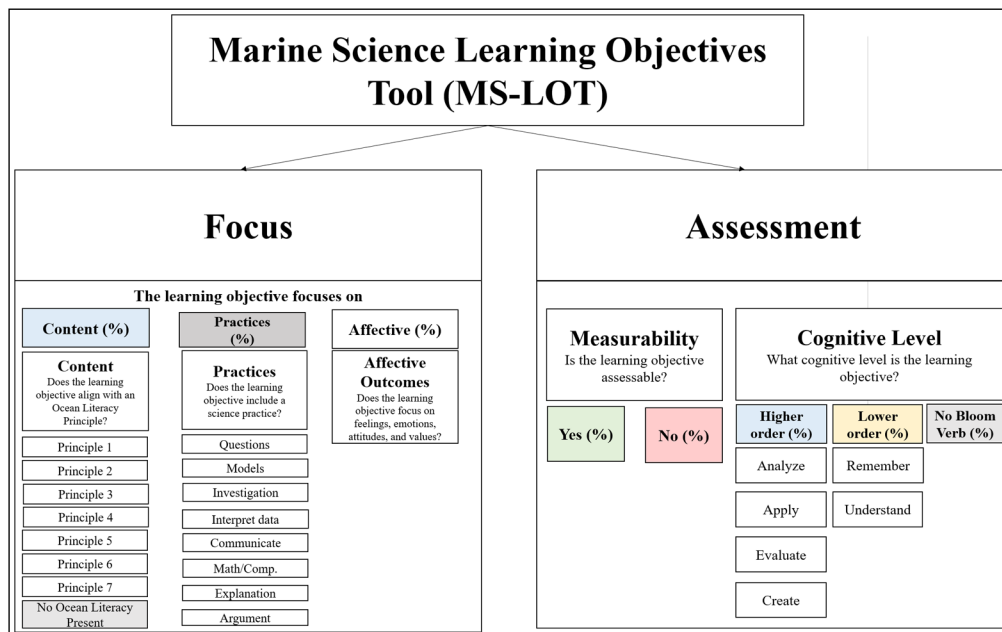 Marine Science Learning Objectives
Tool (MS-LOT)
Focus
The learning objective focuses on
Content (%)
Content
Does the learning
objective align with an
Ocean Literacy
Principle?
Principle 1
Principle 2
Principle 3
Principle 4
Principle 5
Principle 6
Principle 7
No Ocean Literacy
Present
Practices
(%)
Practices
Does the learning
objective include a
science practice?
Questions
Models
Investigation
Interpret data
Communicate
Math/Comp.
Explanation
Argument
Affective (%)
Affective
Outcomes
Does the learning
objective focus on
feelings, emotions,
attitudes, and values?
Assessment
Measurability
Is the learning objective
assessable?
Yes (%)
No (%)
Cognitive Level
What cognitive level is the learning
objective?
Higher
order (%)
Analyze
Apply
Evaluate
Create
Lower
order (%)
Remember
Understand
No Bloom
Verb (%)